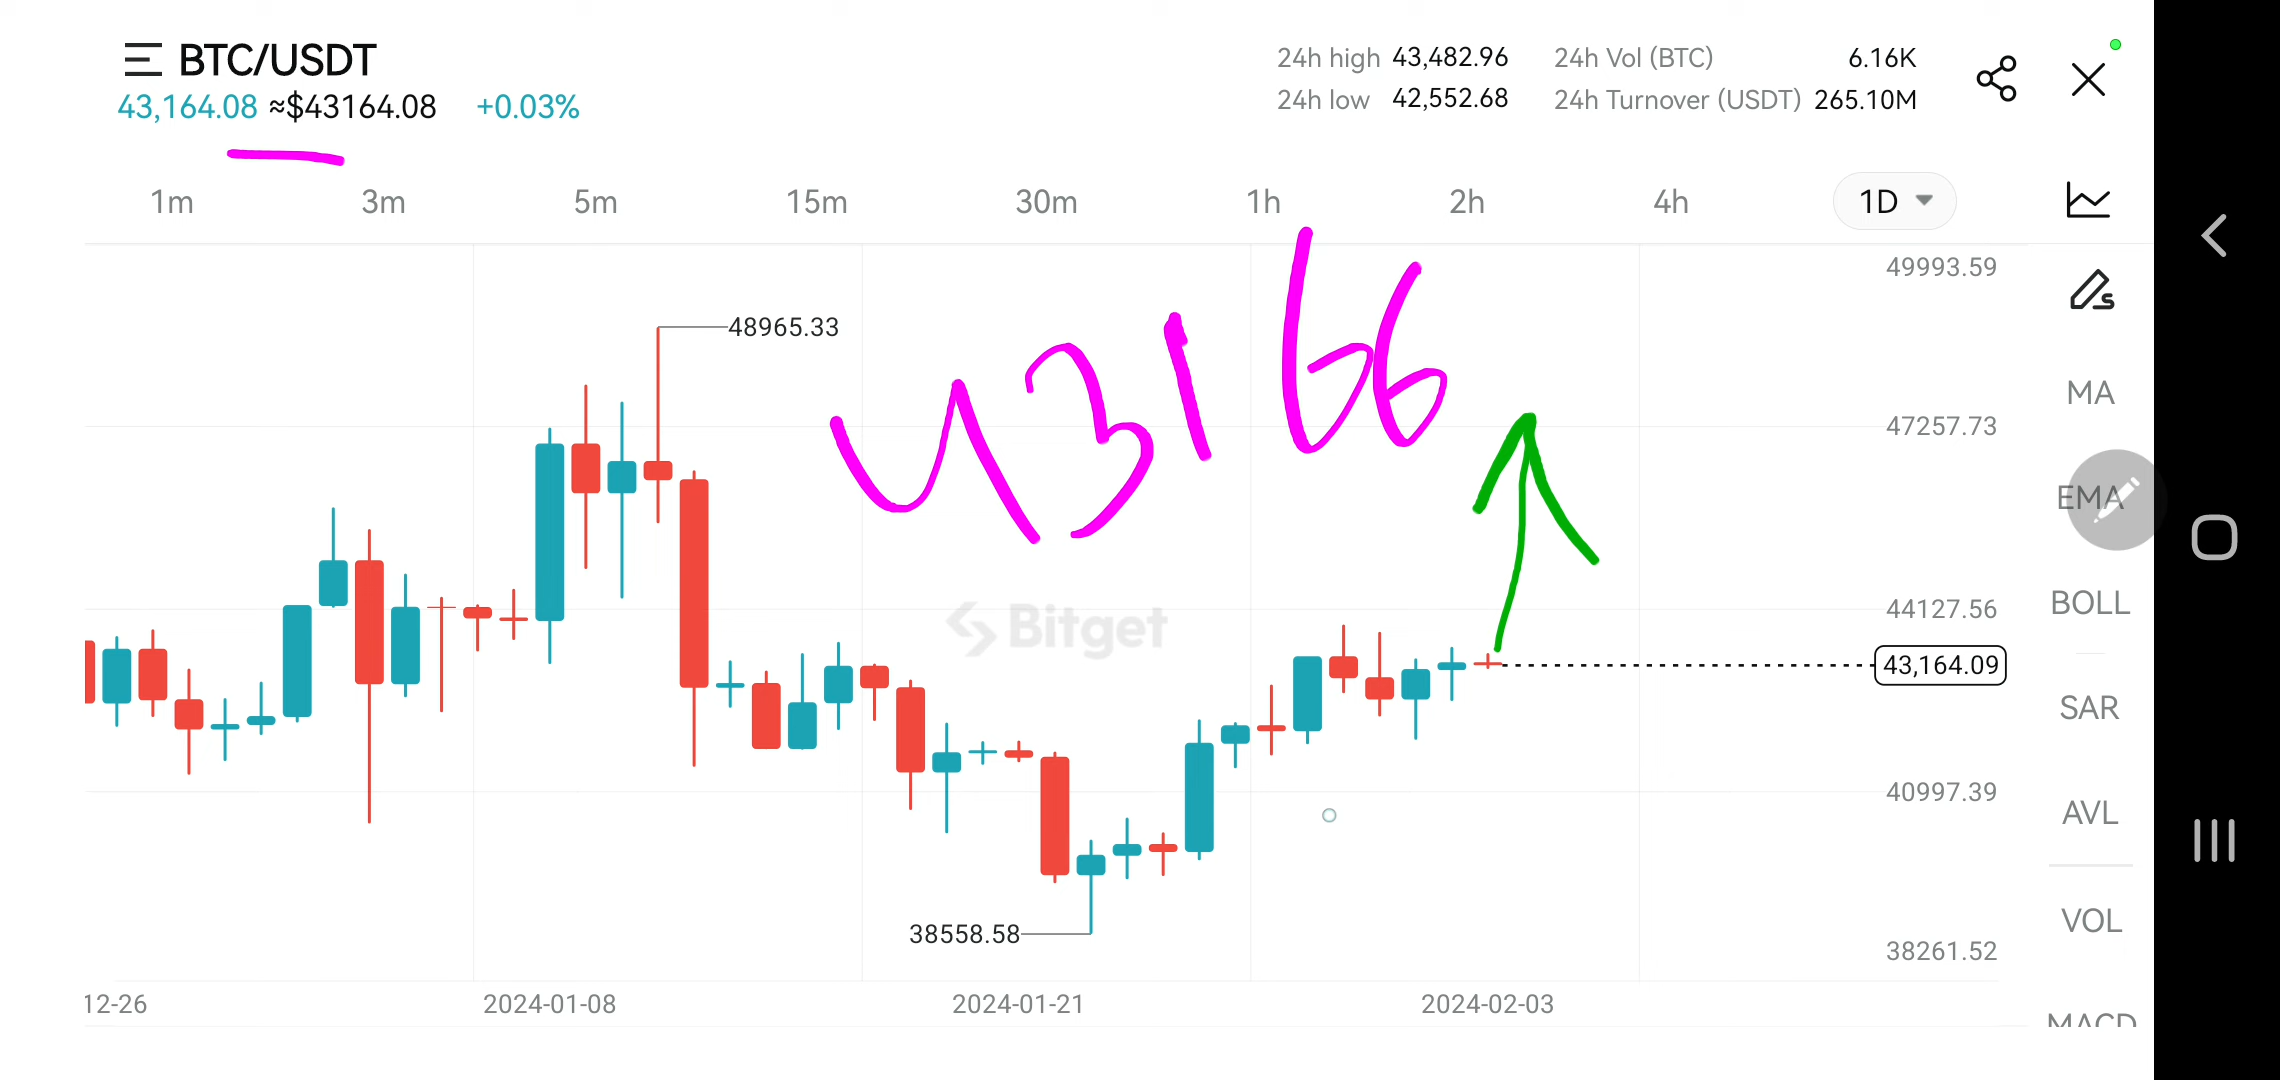 BTC/USDT
43,164.08 ≈$43164.08 +0.03%
24h high 43,482.96 24h Vol (BTC) 6.16K
24h low 42,552.68 24h Turnover (USDT) 265.10M
1m 3m 5m 15m 30m 1h 2h 4h 1D
49993.59
48965.33
43166
MA
47257.73
EMA
Bitget
44127.56
BOLL
43,164.09
SAR
40997.39
AVL
38558.58
VOL
38261.52
12-26 2024-01-08 2024-01-21 2024-02-03
MACD